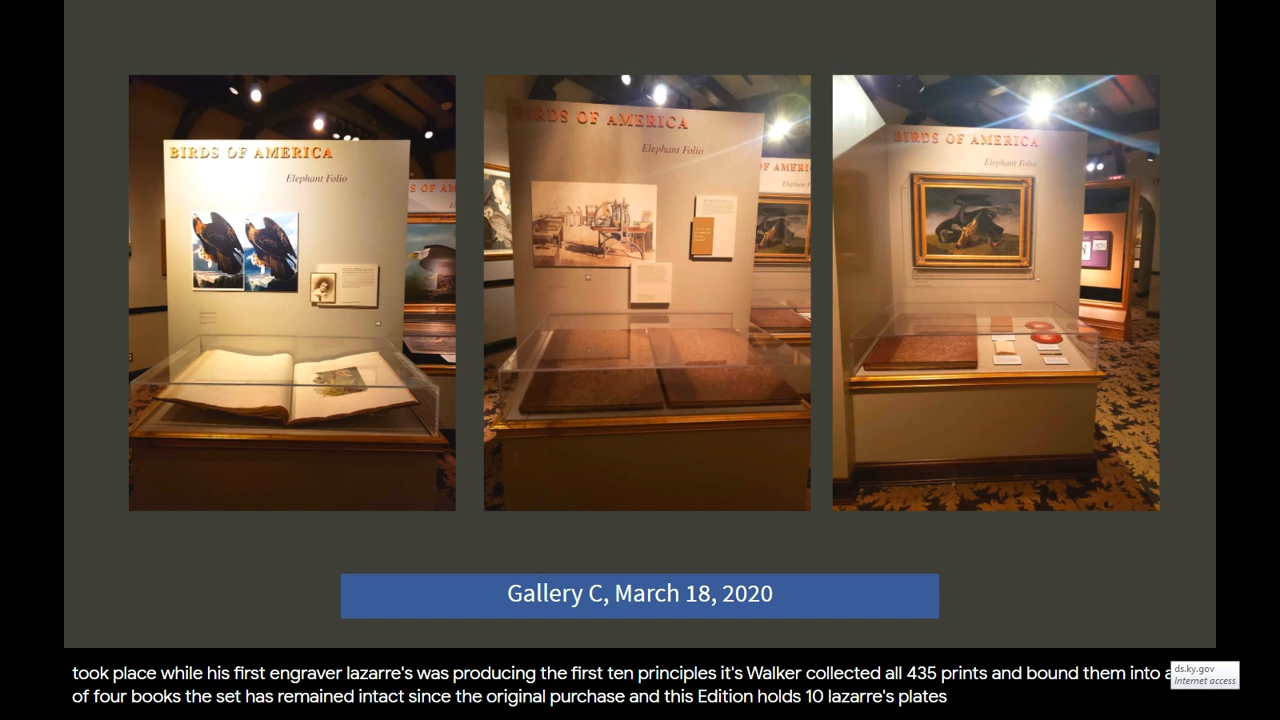 BIRDS OF AMERICA
Elephant Folio
BIRDS OF AMERICA
Elephant Folio
BIRDS OF AMERICA
Elephant Folio
Gallery C, March 18, 2020
took place while his first engraver lazarre's was producing the first ten principles it's Walker collected all 435 prints and bound them into a
of four books the set has remained intact since the original purchase and this Edition holds 10 lazarre's plates
ds.ky.gov
Internet access